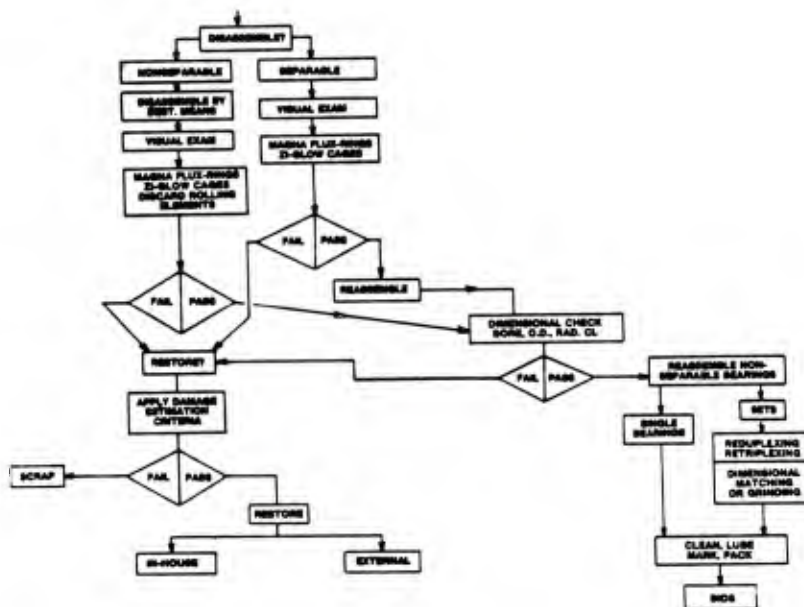 DISASSEMBLE?
NONSEPARABLE
SEPARABLE
DISASSEMBLE BY
DEST. MEANS
VISUAL EXAM
VISUAL EXAM
MAGNA FLUX-RINGS
ZI-GLOW CAGES
MAGNA FLUX-RINGS
ZI-GLOW CAGES
DISCARD ROLLING
ELEMENTS
FAIL PASS
REASSEMBLE
FAIL PASS
DIMENSIONAL CHECK
BORE, O.D., RAD. CL
RESTORE?
FAIL PASS
REASSEMBLE NON-
SEPARABLE BEARINGS
APPLY DAMAGE
ESTIMATION
CRITERIA
SINGLE
BEARINGS
SETS
REDUPLEXING
RETRIPLEXING
DIMENSIONAL
MATCHING
OR GRINDING
SCRAP
FAIL PASS
RESTORE
IN-HOUSE
EXTERNAL
CLEAN, LUBE
MARK, PACK